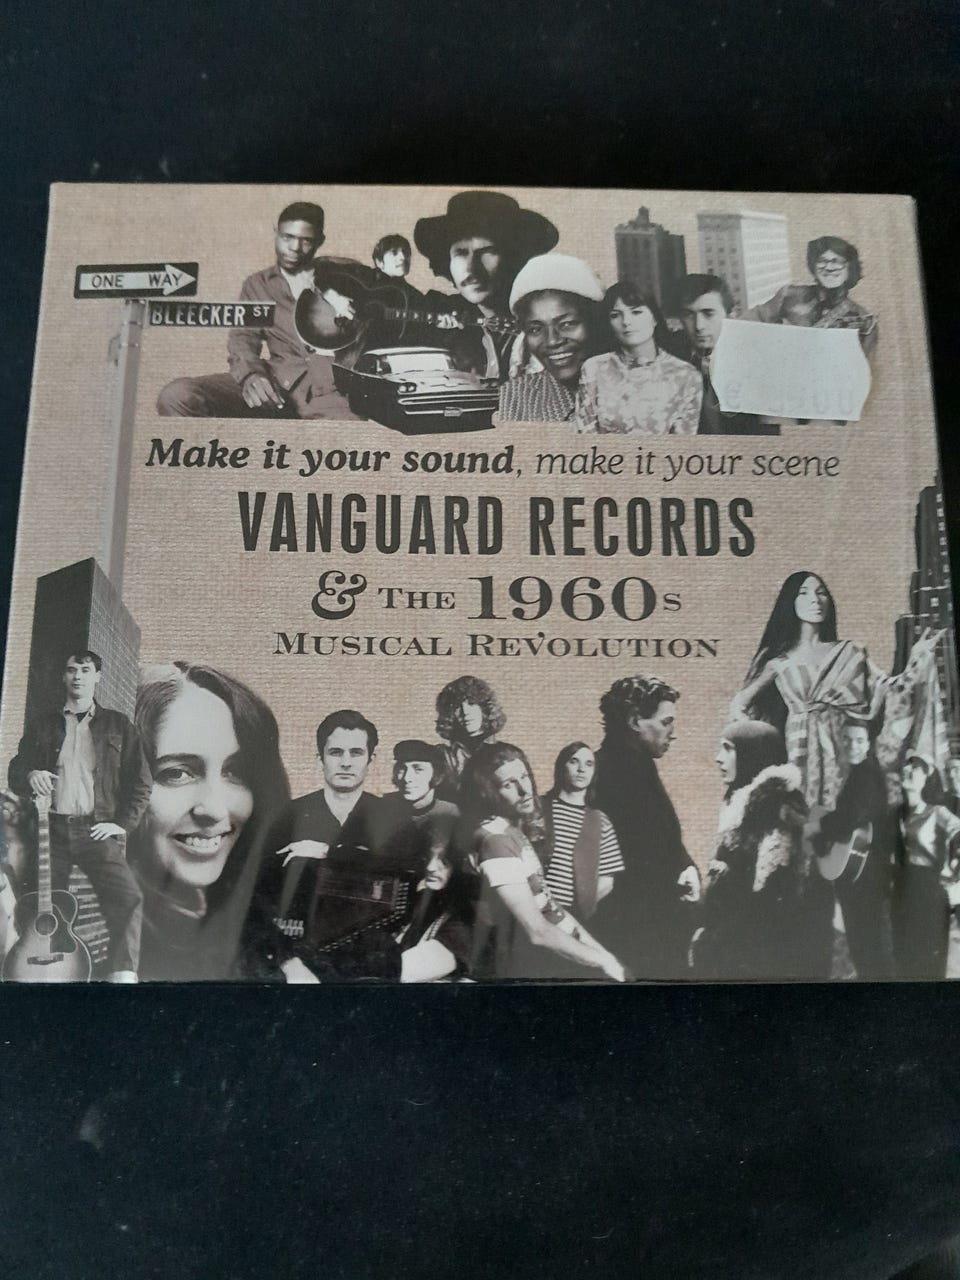 ONE WAY
BLEECKER ST
Make it your sound, make it your scene
VANGUARD RECORDS
& THE 1960s
MUSICAL REVOLUTION